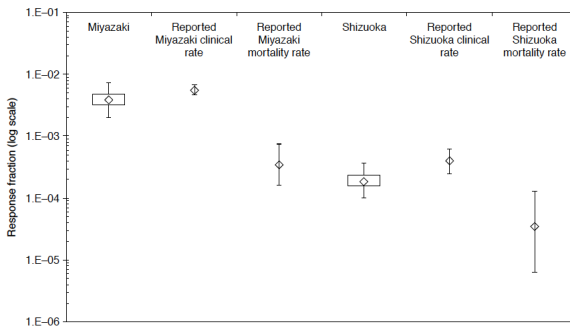 1.E–01
1.E–02
1.E–03
1.E–04
1.E–05
1.E–06
Response fraction (log scale)
Miyazaki
Reported
Miyazaki clinical
rate
Reported
Miyazaki
mortality rate
Shizuoka
Reported
Shizuoka clinical
rate
Reported
Shizuoka
mortality rate